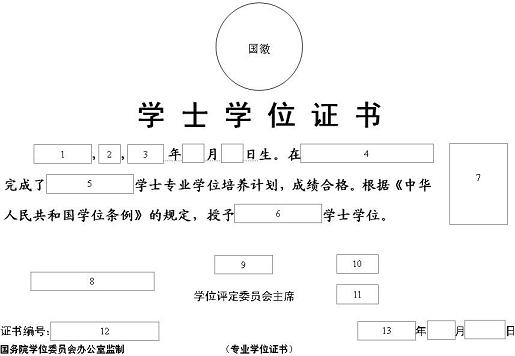 国徽
学士学位证书
1，2，3 年 月 日生。在 4
完成了 5 学士专业学位培养计划，成绩合格。根据《中华
人民共和国学位条例》的规定，授予 6 学士学位。
7
8
9 10
学位评定委员会主席 11
证书编号： 12 13 年 月 日
国务院学位委员会办公室监制 （专业学位证书）